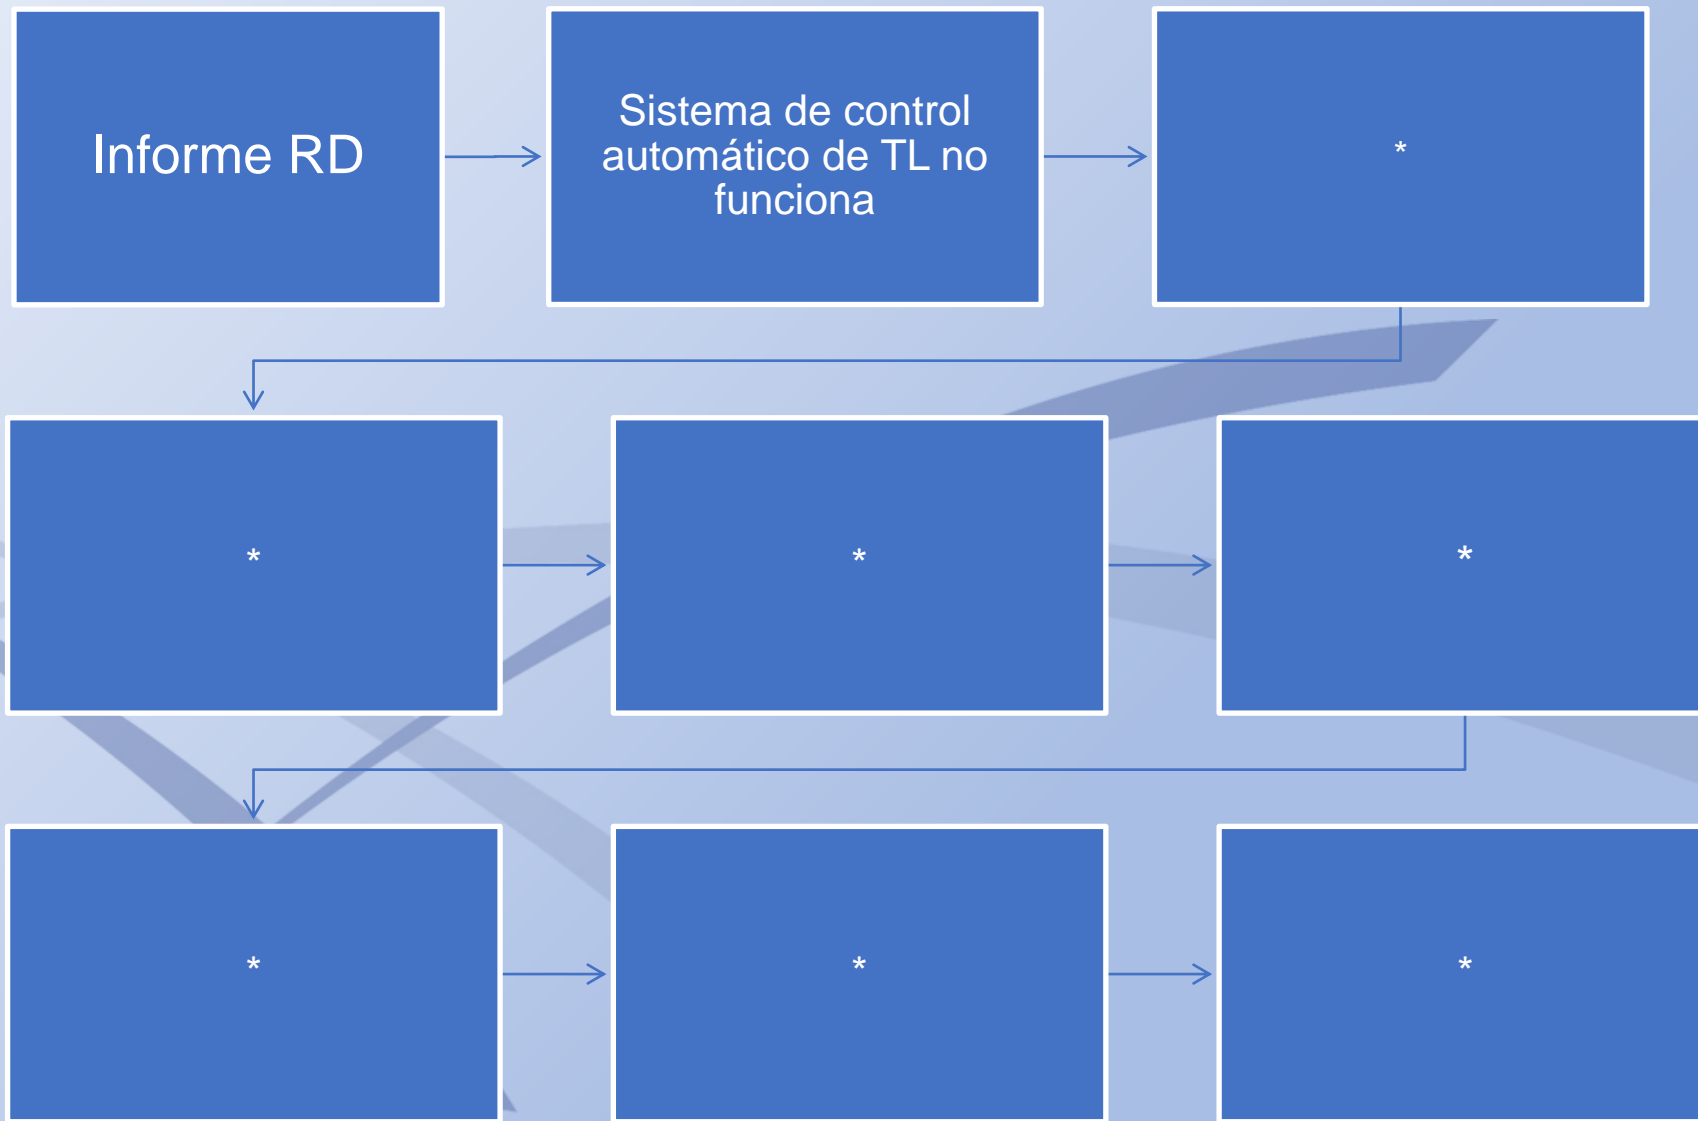 Informe RD
Sistema de control
automático de TL no
funciona
*
*
*
*
*
*
*